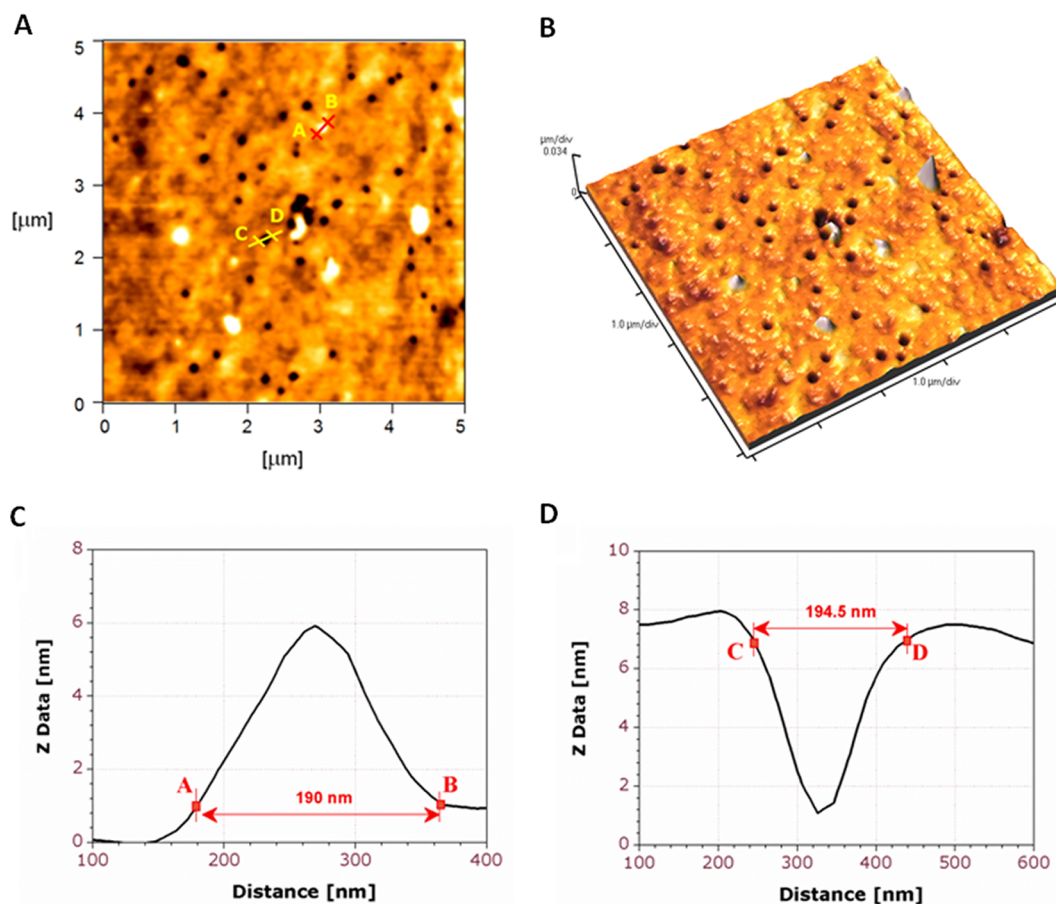 A
5
4
3
2
1
0
[μm]
0 1 2 3 4 5
[μm]
A
B
C
D
B
μm/div
0.034
0
1.0 μm/div
1.0 μm/div
C
8
6
4
2
0
Z Data [nm]
A
190 nm
B
100 200 300 400
Distance [nm]
D
10
8
6
4
2
0
Z Data [nm]
194.5 nm
C
D
100 200 300 400 500 600
Distance [nm]